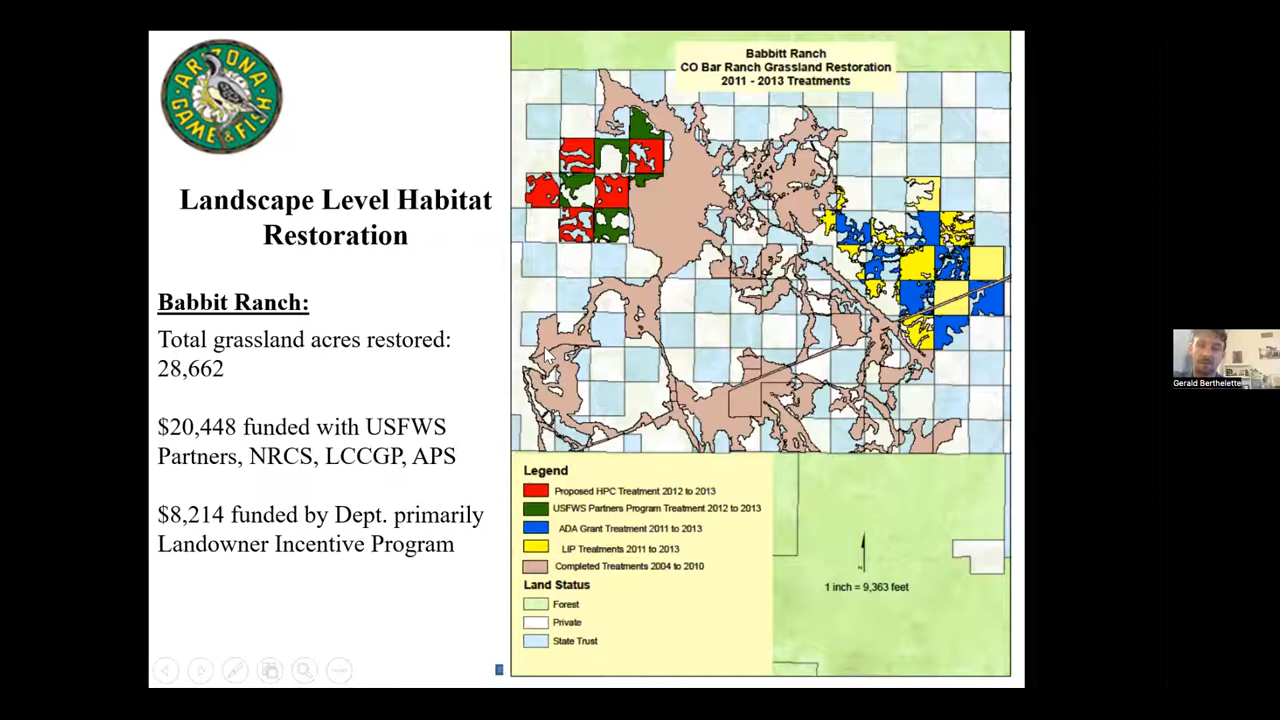 ARIZONA
GAME & FISH
Landscape Level Habitat
Restoration
Babbit Ranch:
Total grassland acres restored:
28,662
$20,448 funded with USFWS
Partners, NRCS, LCCGP, APS
$8,214 funded by Dept. primarily
Landowner Incentive Program
Babbitt Ranch
CO Bar Ranch Grassland Restoration
2011 - 2013 Treatments
Legend
Proposed HPC Treatment 2012 to 2013
USFWS Partners Program Treatment 2012 to 2013
ADA Grant Treatment 2011 to 2013
LIP Treatments 2011 to 2013
Completed Treatments 2004 to 2010
Land Status
Forest
Private
State Trust
N
1 inch = 9,363 feet
Gerald Berthelette